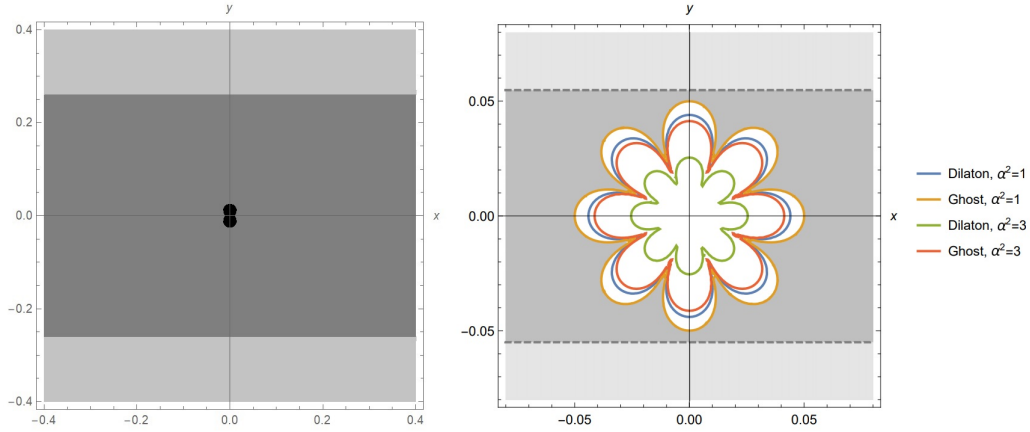 y
0.4
0.2
0.0
-0.2
-0.4
x
-0.4
-0.2
0.0
0.2
0.4
y
0.05
0.00
-0.05
x
-0.05
0.00
0.05
Dilaton, α²=1
Ghost, α²=1
Dilaton, α²=3
Ghost, α²=3